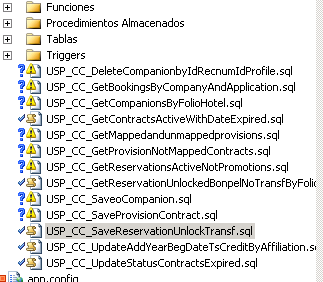 Funciones
Procedimientos Almacenados
Tablas
Triggers
USP_CC_DeleteCompanionbyIdRecnumIdProfile.sql
USP_CC_GetBookingsByCompanyAndApplication.sql
USP_CC_GetCompanionsByFolioHotel.sql
USP_CC_GetContractsActiveWithDateExpired.sql
USP_CC_GetMappedandunmappedprovisions.sql
USP_CC_GetProvisionNotMappedContracts.sql
USP_CC_GetReservationsActiveNotPromotions.sql
USP_CC_GetReservationUnlockedBonpelNoTransfByFolio
USP_CC_SaveoCompanion.sql
USP_CC_SaveProvisionContract.sql
USP_CC_SaveReservationUnlockTransf.sql
USP_CC_UpdateAddYearBegDateTsCreditByAffiliation.s
USP_CC_UpdateStatusContractsExpired.sql
app.config